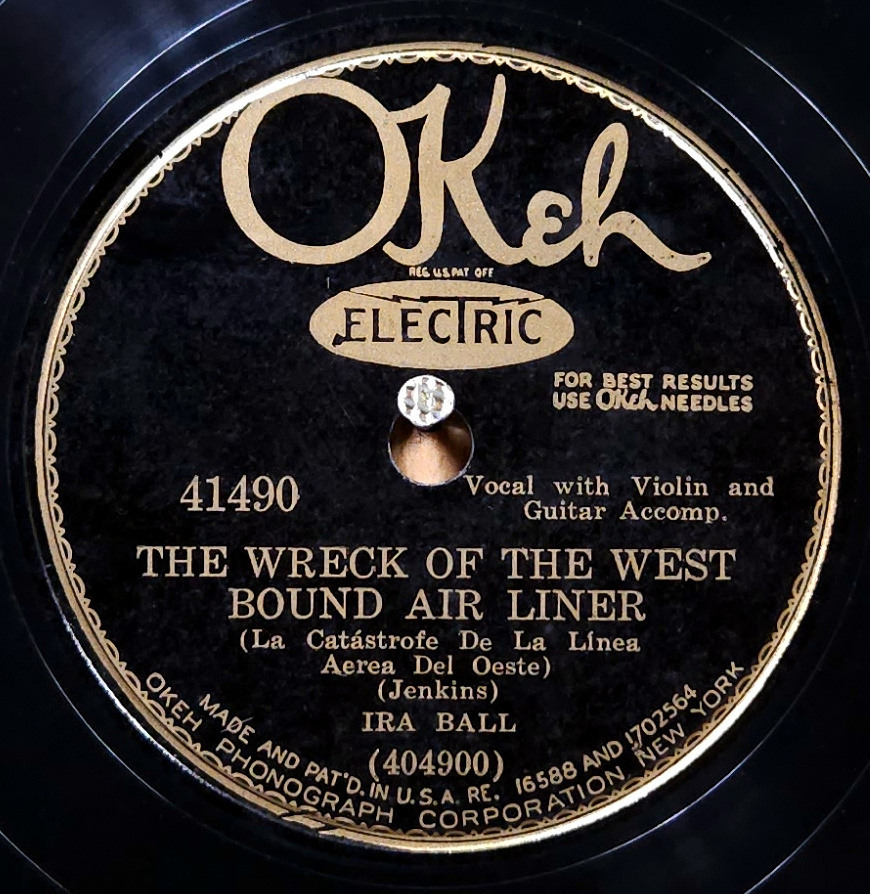 OKeh
REG U.S. PAT OFF
ELECTRIC
FOR BEST RESULTS
USE OKeh NEEDLES
41490
Vocal with Violin and
Guitar Accomp.
THE WRECK OF THE WEST
BOUND AIR LINER
(La Catástrofe De La Línea
Aerea Del Oeste)
(Jenkins)
IRA BALL
(404900)
MADE AND PAT'D. IN U.S.A. RE. 16588 AND 1702564
OKEH PHONOGRAPH CORPORATION, NEW YORK